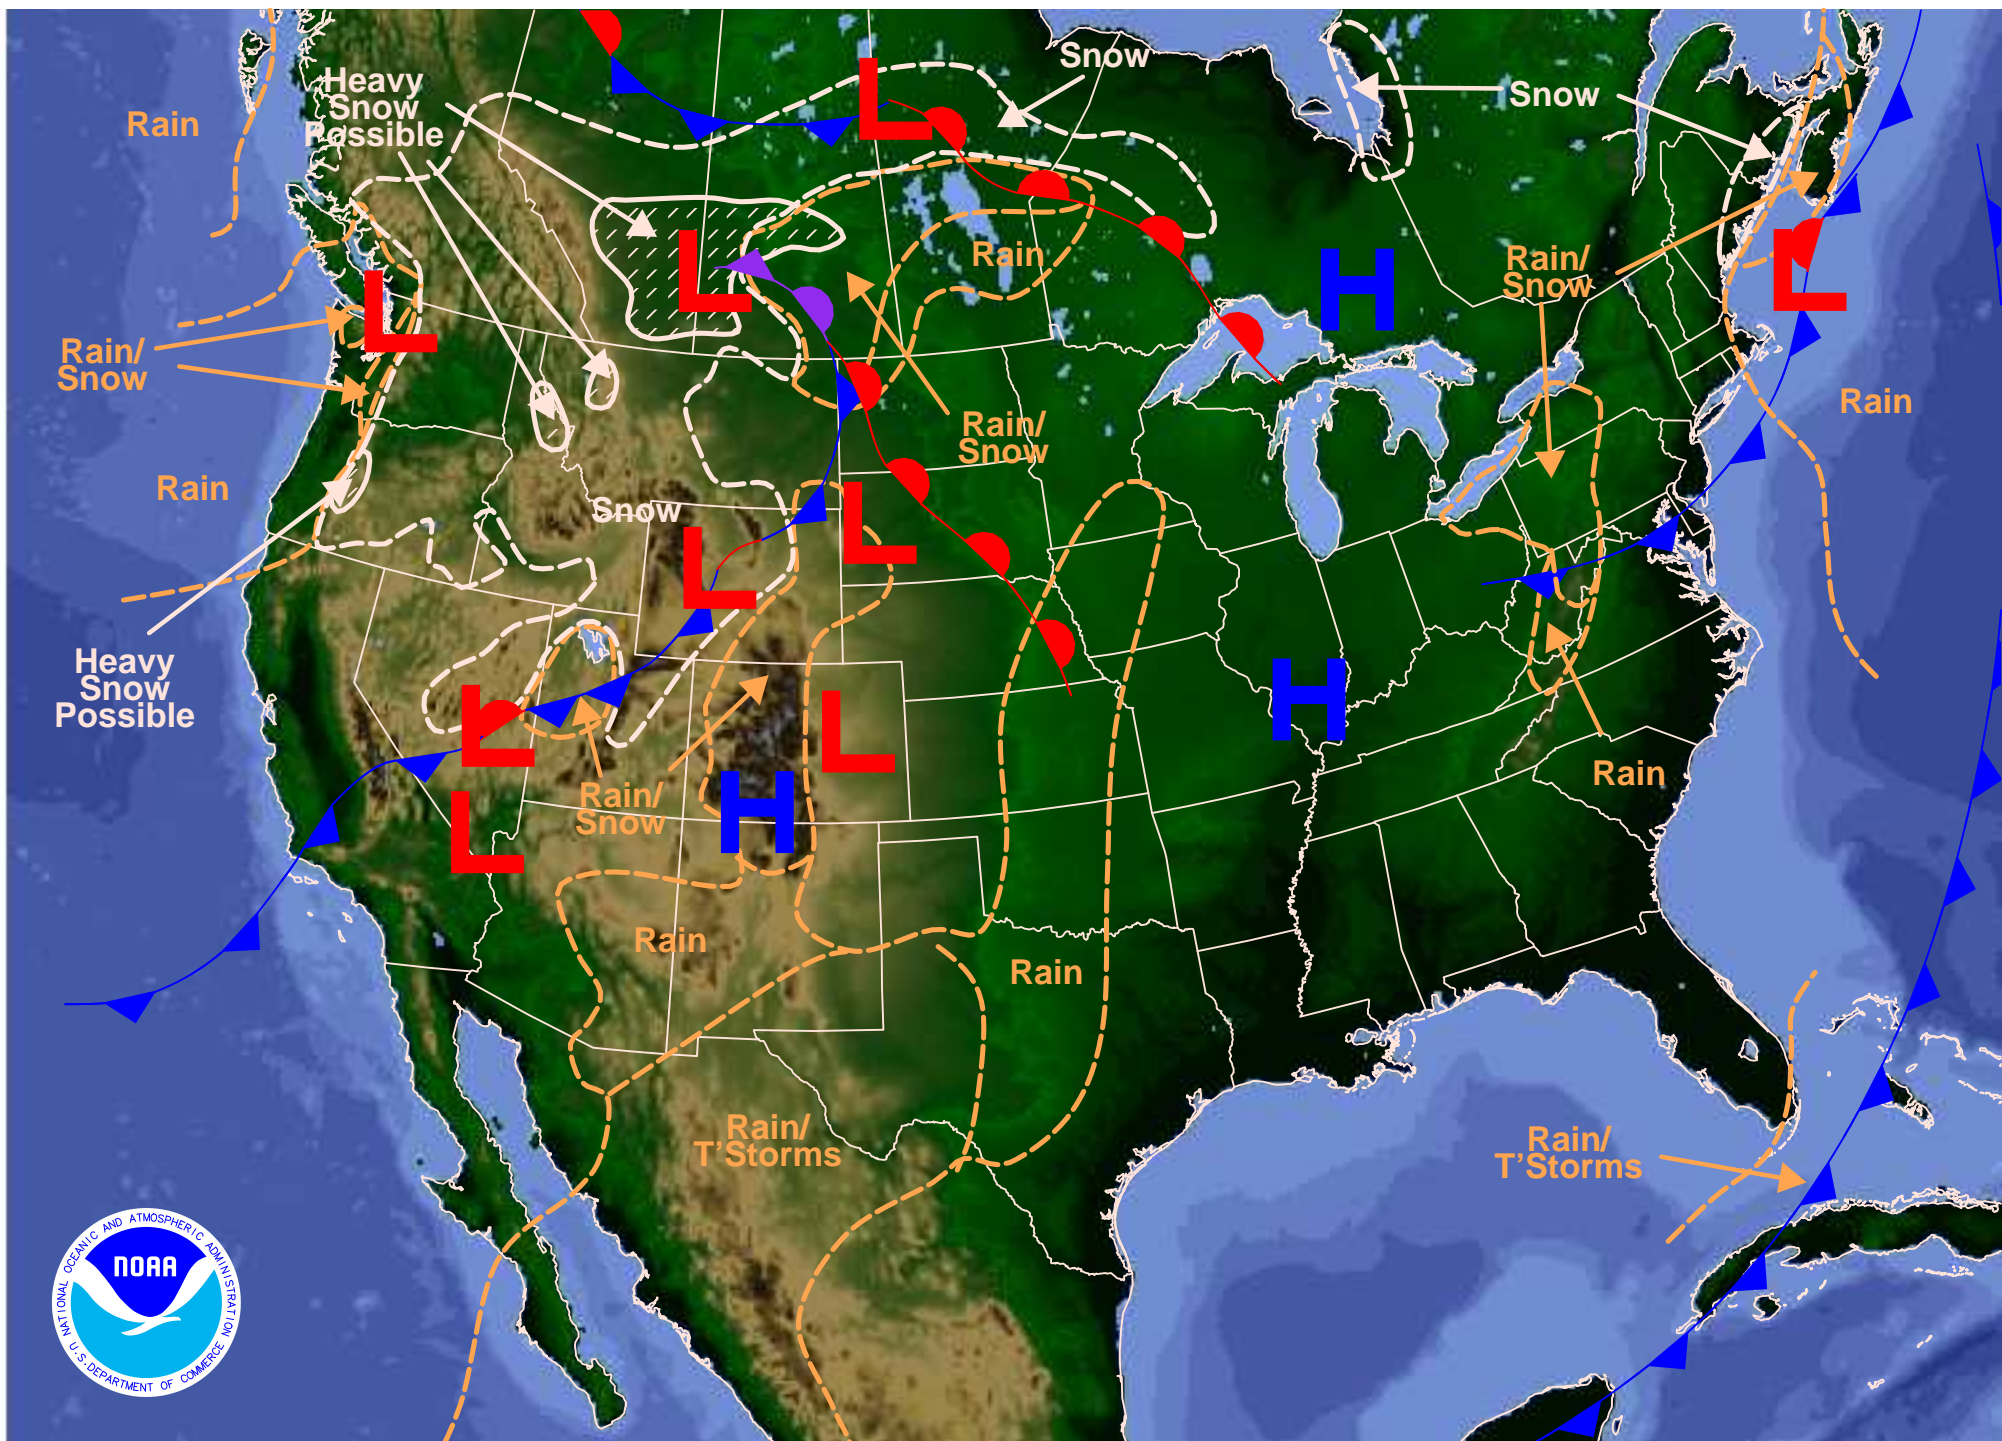 Snow
Heavy
Snow
Possible
Snow
Rain
Rain
Rain/
Snow
Rain/
Snow
Rain
Rain/
Snow
Rain
Snow
Heavy
Snow
Possible
Rain/
Snow
Rain
Rain
Rain
Rain/
T'Storms
Rain/
T'Storms
L
L
L
L
L
L
L
L
L
H
H
H
NOAA
NATIONAL OCEANIC AND ATMOSPHERIC ADMINISTRATION
U.S. DEPARTMENT OF COMMERCE